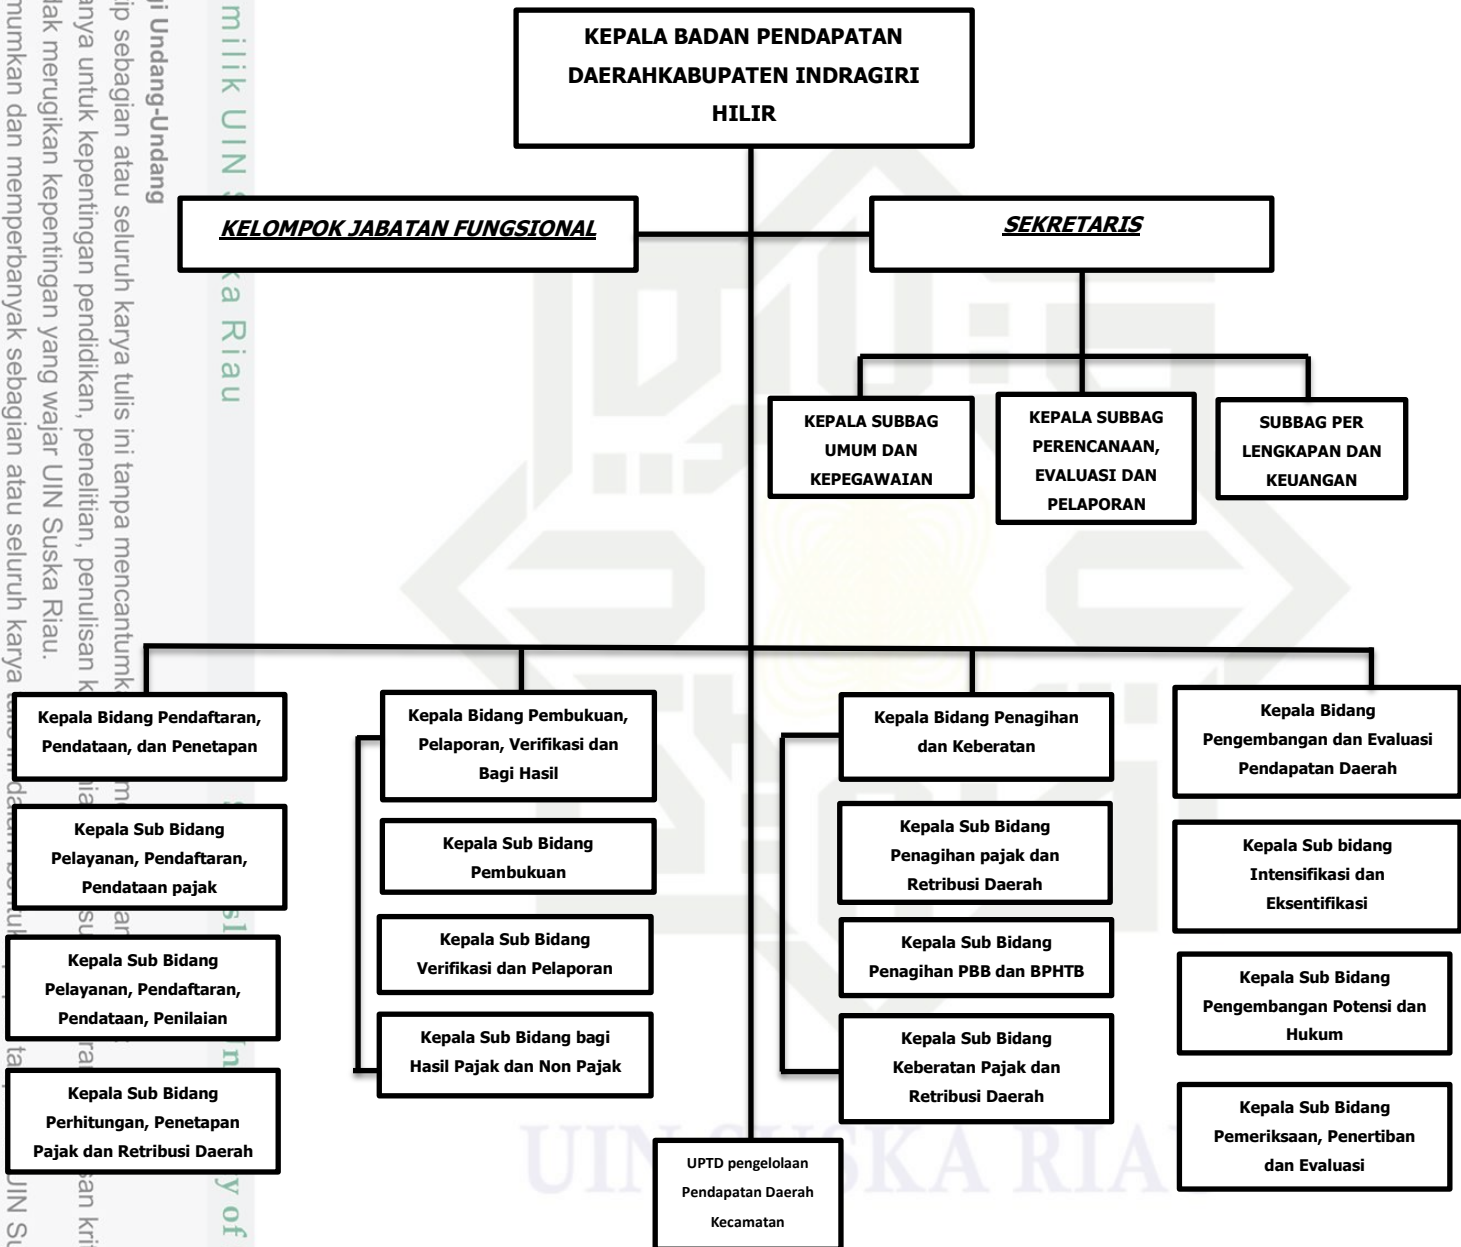 KEPALA BADAN PENDAPATAN
DAERAHKABUPATEN INDRAGIRI
HILIR
KELOMPOK JABATAN FUNGSIONAL
SEKRETARIS
KEPALA SUBBAG
UMUM DAN
KEPEGAWAIAN
KEPALA SUBBAG
PERENCANAAN,
EVALUASI DAN
PELAPORAN
SUBBAG PER
LENGKAPAN DAN
KEUANGAN
Kepala Bidang Pendaftaran,
Pendataan, dan Penetapan
Kepala Sub Bidang
Pelayanan, Pendaftaran,
Pendataan pajak
Kepala Sub Bidang
Pelayanan, Pendaftaran,
Pendataan, Penilaian
Kepala Sub Bidang
Perhitungan, Penetapan
Pajak dan Retribusi Daerah
Kepala Bidang Pembukuan,
Pelaporan, Verifikasi dan
Bagi Hasil
Kepala Sub Bidang
Pembukuan
Kepala Sub Bidang
Verifikasi dan Pelaporan
Kepala Sub Bidang bagi
Hasil Pajak dan Non Pajak
Kepala Bidang Penagihan
dan Keberatan
Kepala Sub Bidang
Penagihan pajak dan
Retribusi Daerah
Kepala Sub Bidang
Penagihan PBB dan BPHTB
Kepala Sub Bidang
Keberatan Pajak dan
Retribusi Daerah
Kepala Bidang
Pengembangan dan Evaluasi
Pendapatan Daerah
Kepala Sub bidang
Intensifikasi dan
Eksentifikasi
Kepala Sub Bidang
Pengembangan Potensi dan
Hukum
Kepala Sub Bidang
Pemeriksaan, Penertiban
dan Evaluasi
UPTD pengelolaan
Pendapatan Daerah
Kecamatan
milik UIN Riau
y of
Undang-Undang
sebagian atau seluruh karya tulis ini tanpa
untuk kepentingan pendidikan, penelitian, penulisan
merugikan kepentingan yang wajar UIN Suska Riau.
dan memperbanyak sebagian atau seluruh karya
UIN